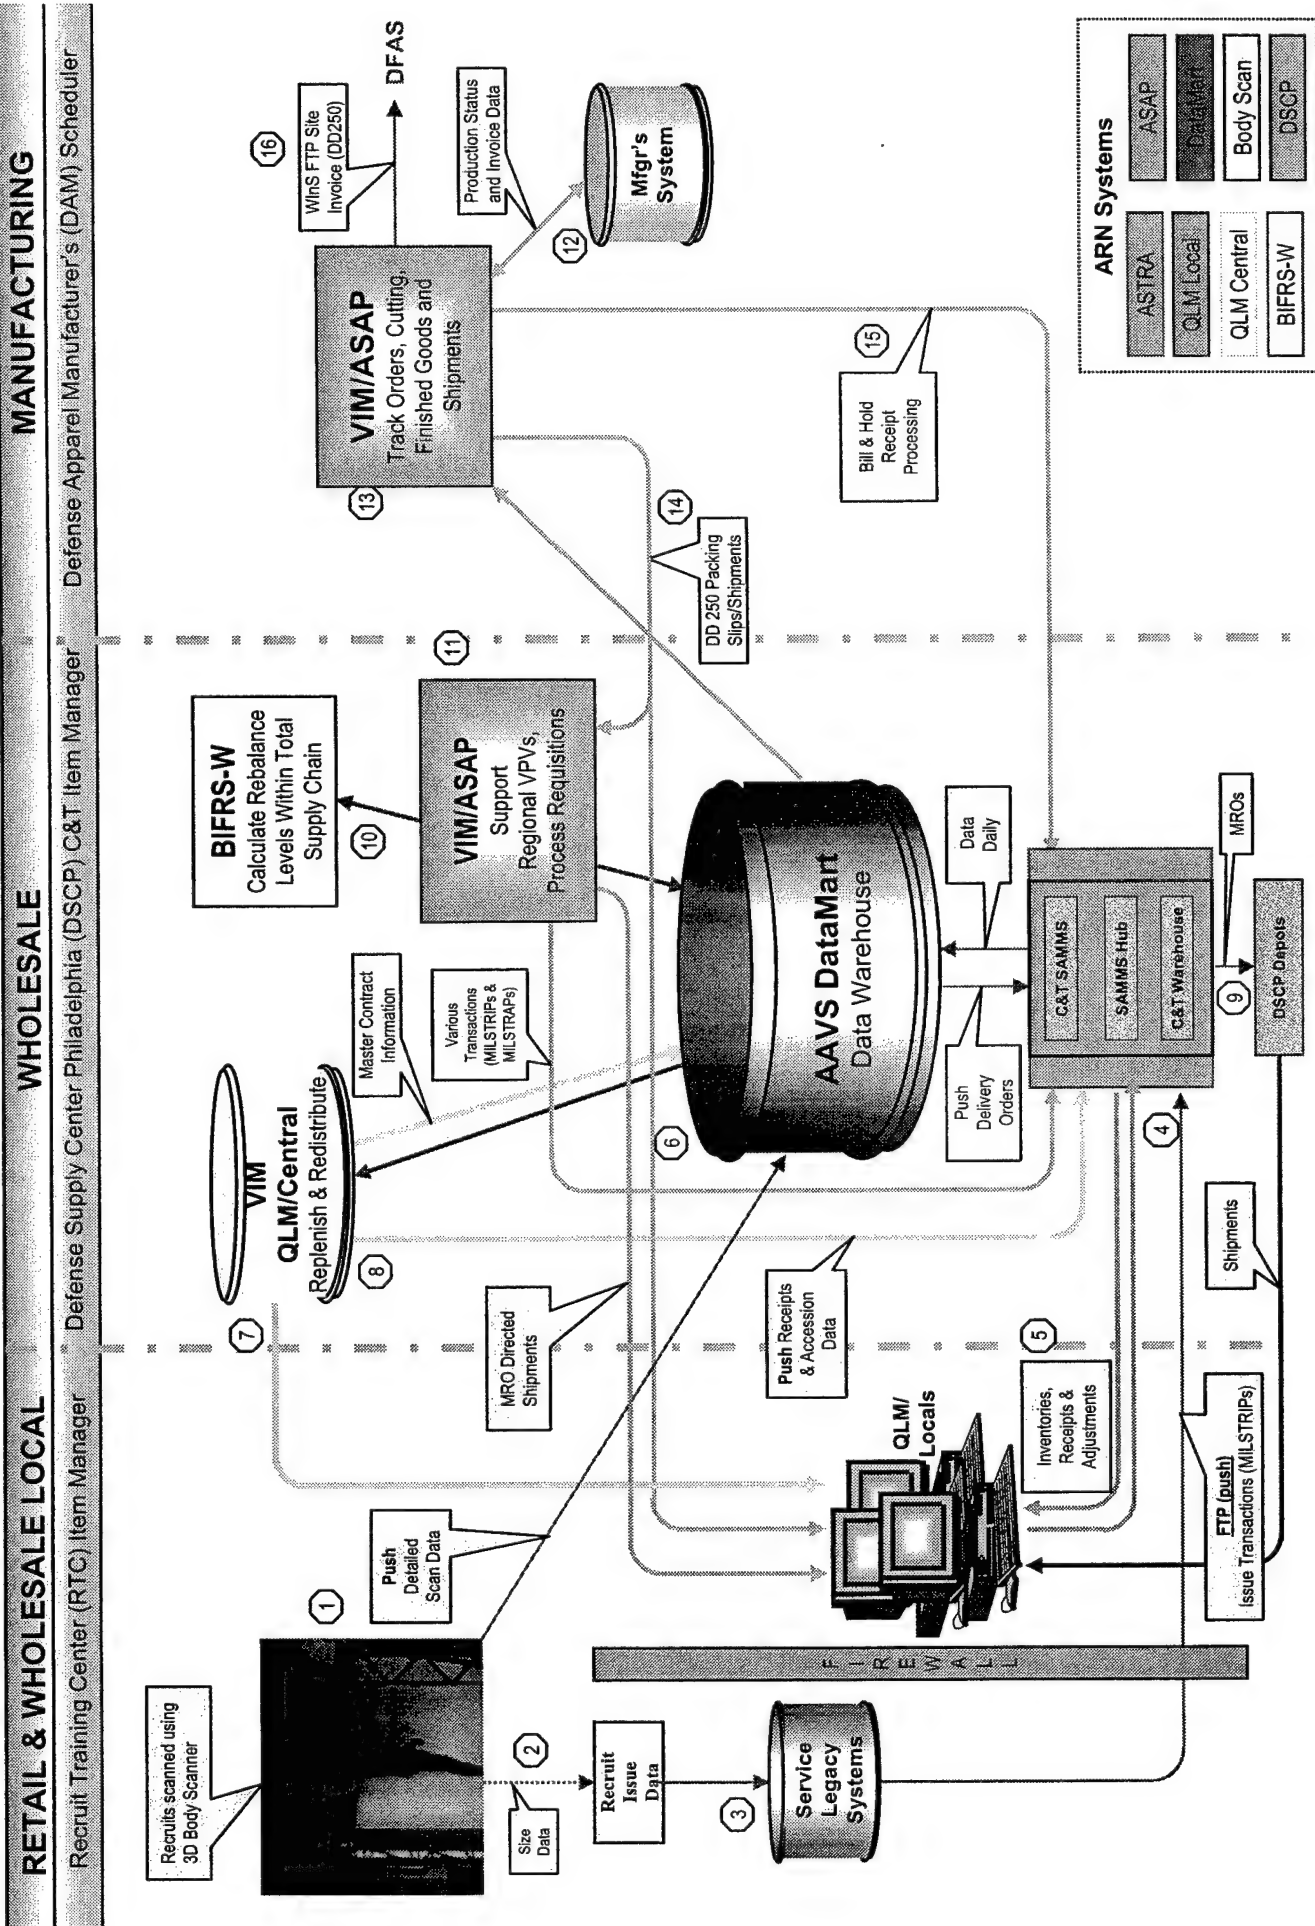 RETAIL & WHOLESALE LOCAL
WHOLESALE
MANUFACTURING
Recruit Training Center (RTC) Item Manager
Defense Supply Center Philadelphia (DSCP) C&T Item Manager
Defense Apparel Manufacturer's (DAM) Scheduler
Recruits scanned using
3D Body Scanner
1
Push
Detailed
Scan Data
2
Size
Data
Recruit
Issue
Data
3
Service
Legacy
Systems
FIREWALL
QLM/
Locals
7
VIM
QLM/Central
Replenish & Redistribute
8
Master Contract
Information
MRO Directed
Shipments
Various
Transactions
(MILSTRIPs &
MILSTRAPs)
Push Receipts
& Accession
Data
5
Inventories,
Receipts &
Adjustments
FTP (push)
Issue Transactions (MILSTRIPs)
Shipments
4
6
AAVS DataMart
Data Warehouse
BIFRS-W
Calculate Rebalance
Levels Within Total
Supply Chain
10
11
VIM/ASAP
Support
Regional VPVs,
Process Requisitions
Push
Delivery
Orders
Data
Daily
C&T SAMMS
SAMMS Hub
C&T Warehouse
9
MROs
DSCP Depots
16
WInS FTP Site
Invoice (DD250)
DFAS
13
VIM/ASAP
Track Orders, Cutting,
Finished Goods and
Shipments
Production Status
and Invoice Data
12
Mfgr's
System
14
DD 250 Packing
Slips/Shipments
15
Bill & Hold
Receipt
Processing
ARN Systems
ASTRA
ASAP
QLM Local
DataMart
QLM Central
Body Scan
BIFRS-W
DSCP